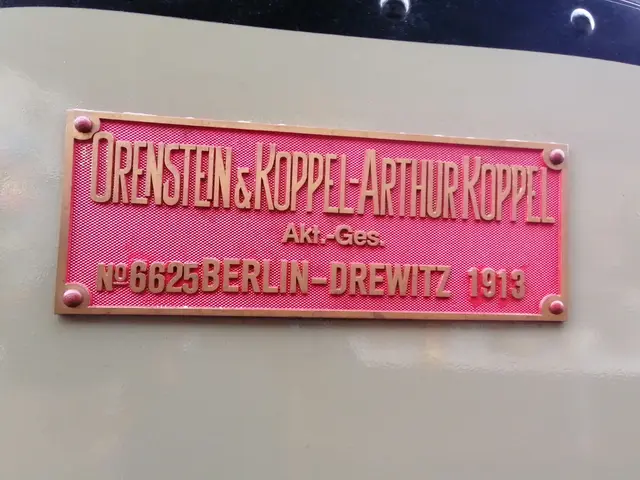 ORENSTEIN & KOPPEL-ARTHUR KOPPEL
Akt.-Ges.
No 6625 BERLIN-DREWITZ 1913